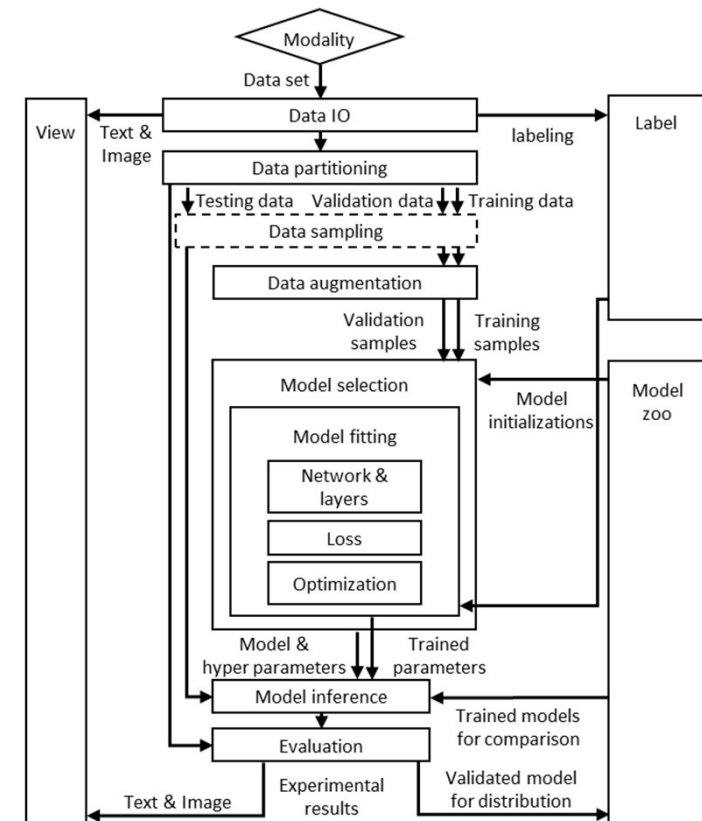 Modality
Data set
Data IO
View
Text &
Image
labeling
Label
Data partitioning
Testing data
Validation data
Training data
Data sampling
Data augmentation
Validation
samples
Training
samples
Model selection
Model
initializations
Model
zoo
Model fitting
Network &
layers
Loss
Optimization
Model &
hyper parameters
Trained
parameters
Model inference
Trained models
for comparison
Evaluation
Text & Image
Experimental
results
Validated model
for distribution